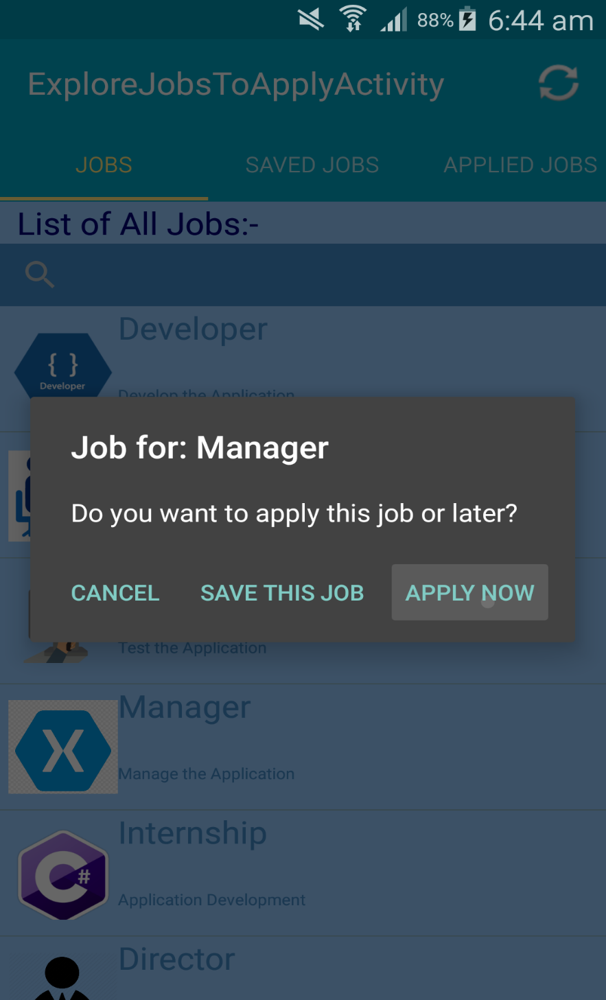 88% 6:44 am
ExploreJobsToApplyActivity
JOBS SAVED JOBS APPLIED JOBS
List of All Jobs:-
Developer
{ }
Developer
Develop the Application
Job for: Manager
Do you want to apply this job or later?
CANCEL SAVE THIS JOB APPLY NOW
Test the Application
Manager
X
Manage the Application
Internship
C#
Application Development
Director